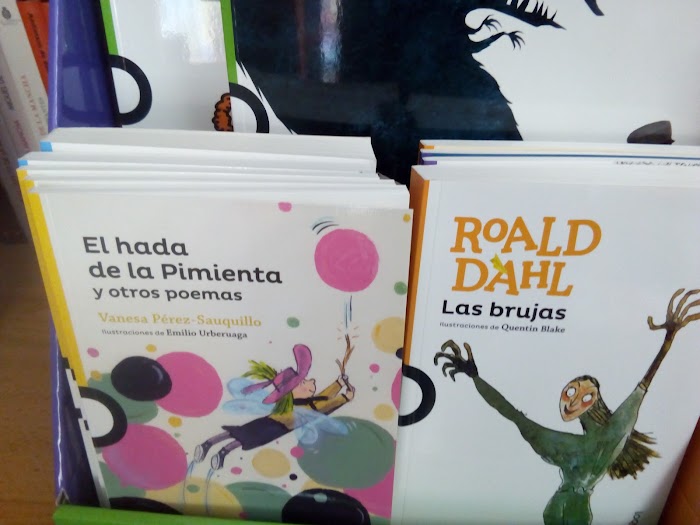 El hada
de la Pimienta
y otros poemas
Vanesa Pérez-Sauquillo
Ilustraciones de Emilio Urberuaga
ROALD
DAHL
Las brujas
Ilustraciones de Quentin Blake